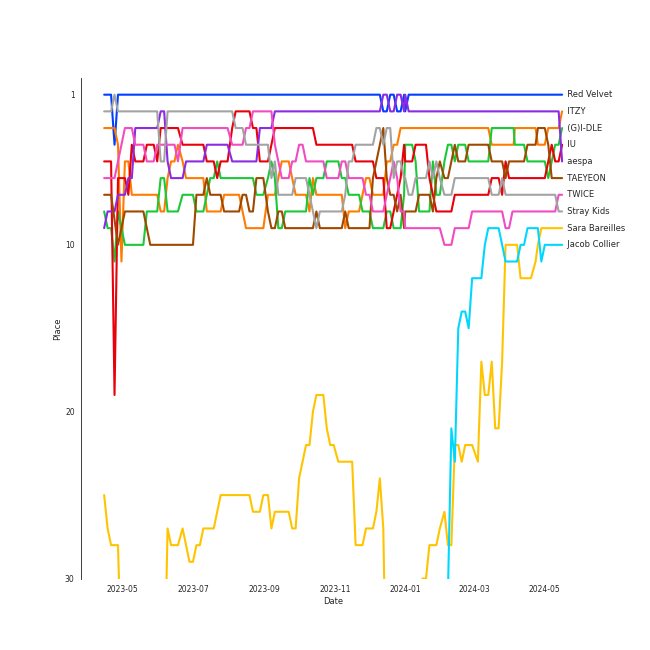 1
10
20
30
Place
2023-05
2023-07
2023-09
2023-11
2024-01
2024-03
2024-05
Date
Red Velvet
ITZY
(G)I-DLE
IU
aespa
TAEYEON
TWICE
Stray Kids
Sara Bareilles
Jacob Collier